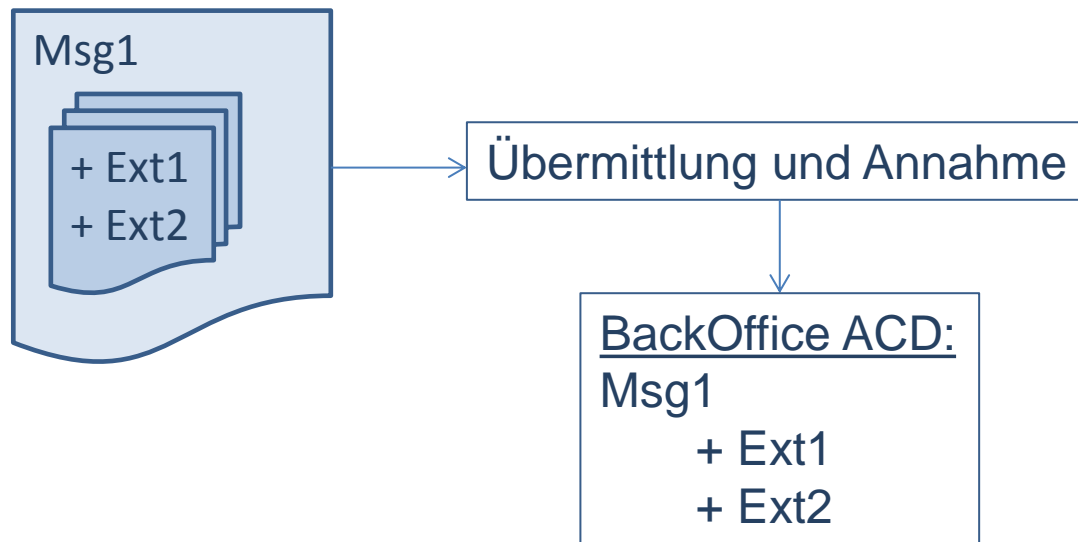 Msg1
+ Ext1
+ Ext2
Übermittlung und Annahme
BackOffice ACD:
Msg1
+ Ext1
+ Ext2